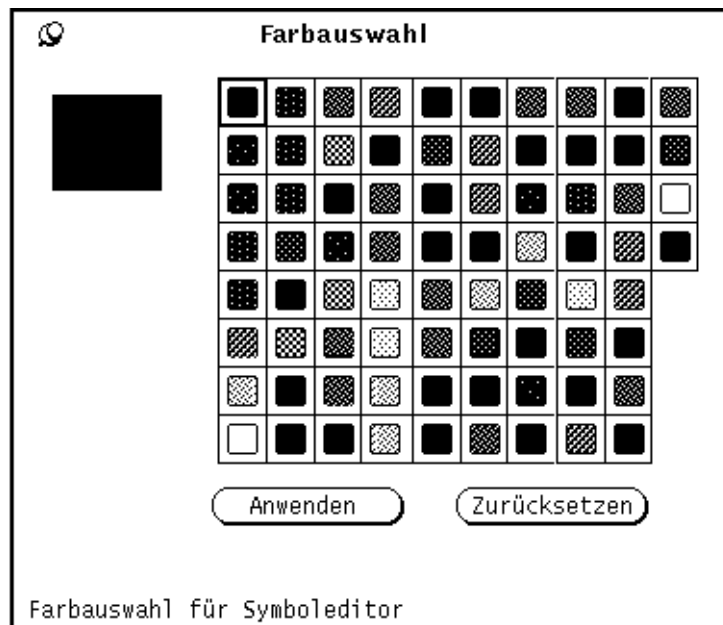 Farbauswahl
Anwenden
Zurücksetzen
Farbauswahl für Symboleditor